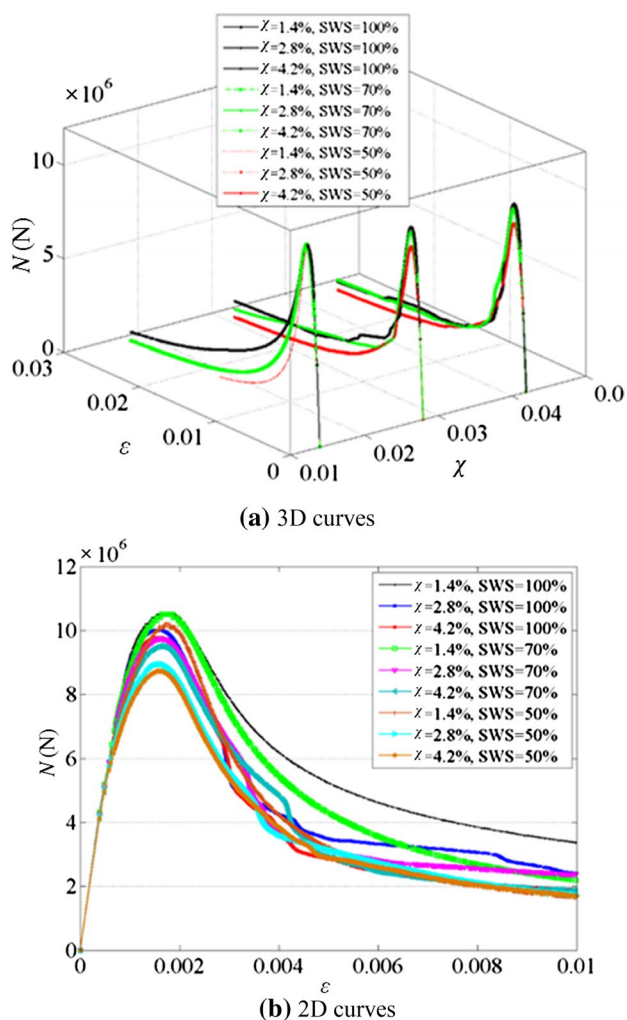 χ=1.4%, SWS=100%
χ=2.8%, SWS=100%
χ=4.2%, SWS=100%
χ=1.4%, SWS=70%
χ=2.8%, SWS=70%
χ=4.2%, SWS=70%
χ=1.4%, SWS=50%
χ=2.8%, SWS=50%
χ=4.2%, SWS=50%
×10⁶
10
5
0
N (N)
0.03
0.02
0.01
0
ε
0.01
0.02
0.03
0.04
0.0
χ
(a) 3D curves
×10⁶
12
10
8
6
4
2
0
N (N)
χ=1.4%, SWS=100%
χ=2.8%, SWS=100%
χ=4.2%, SWS=100%
χ=1.4%, SWS=70%
χ=2.8%, SWS=70%
χ=4.2%, SWS=70%
χ=1.4%, SWS=50%
χ=2.8%, SWS=50%
χ=4.2%, SWS=50%
0 0.002 0.004 0.006 0.008 0.01
ε
(b) 2D curves